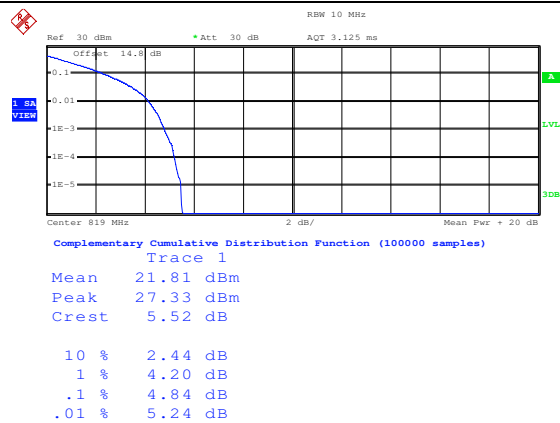 RBW 10 MHz
Ref 30 dBm * Att 30 dB AQT 3.125 ms
Offset 14.8 dB
0.1
A
0.01
1 SA
VIEW
LVL
1E-3
1E-4
1E-5
3DB
Center 819 MHz 2 dB/ Mean Pwr + 20 dB
Complementary Cumulative Distribution Function (100000 samples)
Trace 1
Mean 21.81 dBm
Peak 27.33 dBm
Crest 5.52 dB
10 % 2.44 dB
1 % 4.20 dB
.1 % 4.84 dB
.01 % 5.24 dB